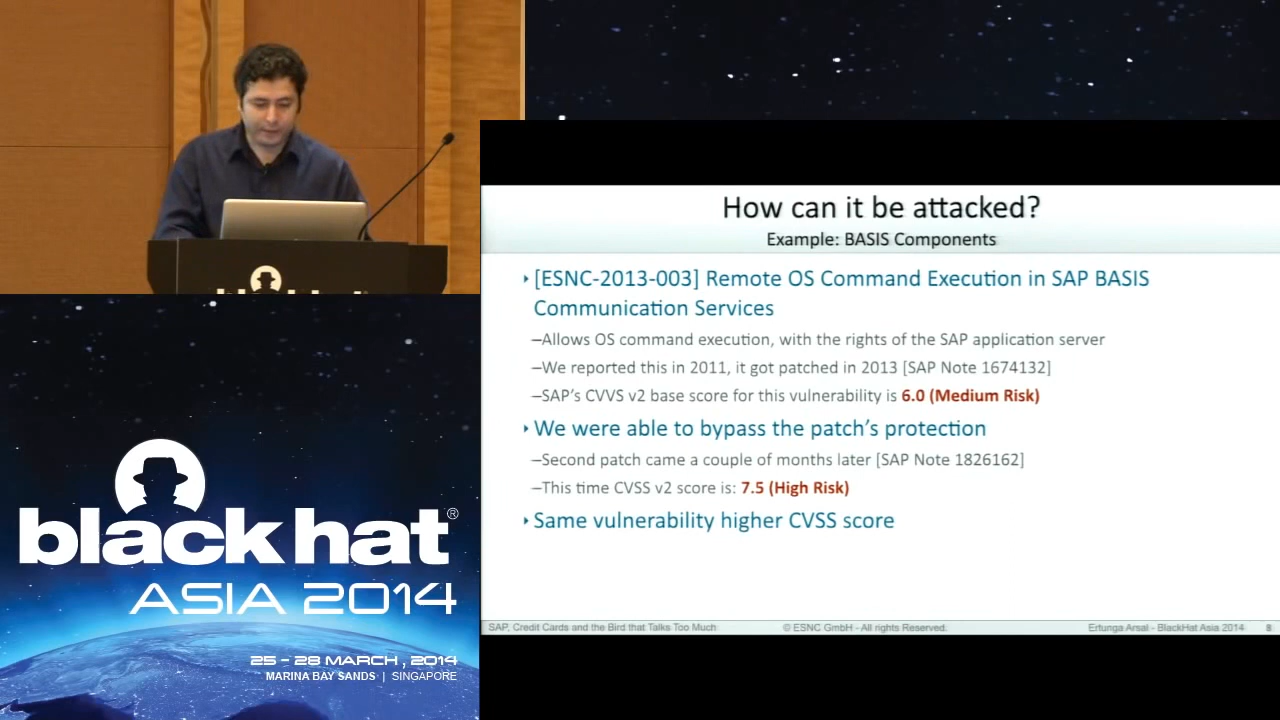 How can it be attacked?
Example: BASIS Components
‣ [ESNC-2013-003] Remote OS Command Execution in SAP BASIS
Communication Services
–Allows OS command execution, with the rights of the SAP application server
–We reported this in 2011, it got patched in 2013 [SAP Note 1674132]
–SAP's CVVS v2 base score for this vulnerability is 6.0 (Medium Risk)
‣ We were able to bypass the patch's protection
–Second patch came a couple of months later [SAP Note 1826162]
–This time CVSS v2 score is: 7.5 (High Risk)
‣ Same vulnerability higher CVSS score
SAP, Credit Cards and the Bird that Talks Too Much © ESNC GmbH - All rights Reserved. Ertunga Arsal - BlackHat Asia 2014 8
black hat®
ASIA 2014
25 - 28 MARCH, 2014
MARINA BAY SANDS | SINGAPORE